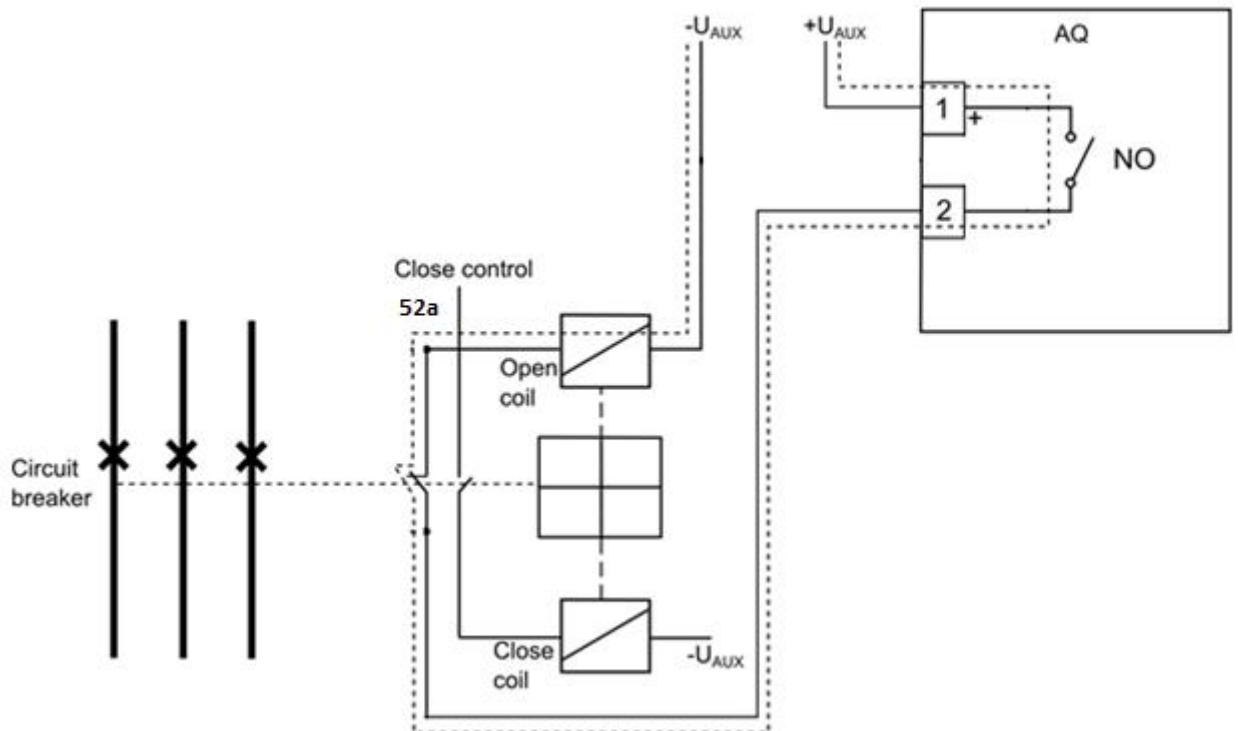 -UAUX
+UAUX
AQ
1
+
NO
2
Close control
52a
Open
coil
Circuit
breaker
Close
coil
-UAUX